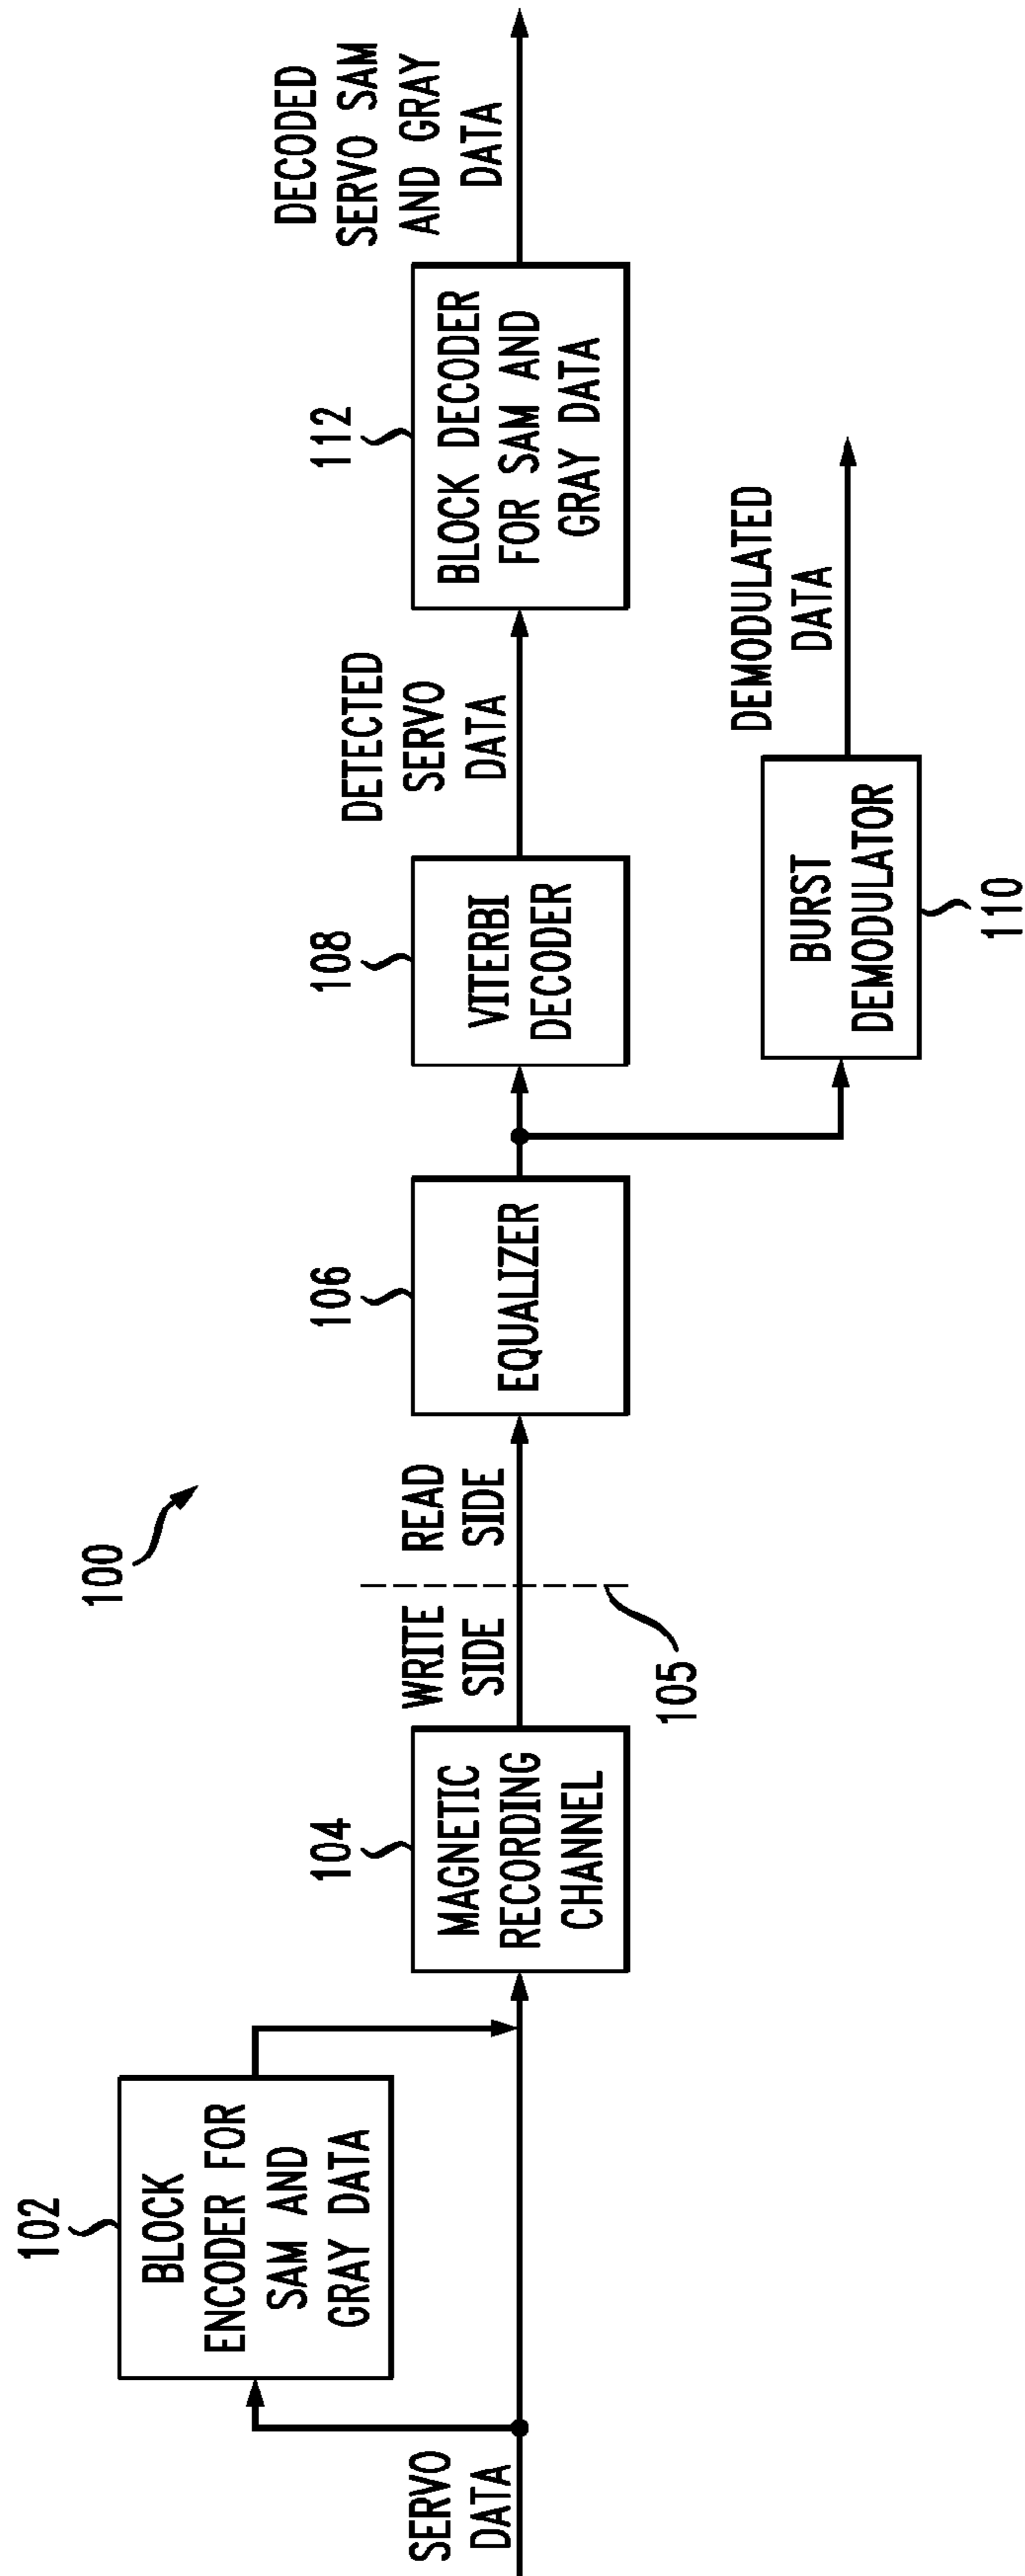 100
SERVO
DATA
102
BLOCK
ENCODER FOR
SAM AND
GRAY DATA
104
MAGNETIC
RECORDING
CHANNEL
WRITE
SIDE
READ
SIDE
105
106
EQUALIZER
108
VITERBI
DECODER
DETECTED
SERVO
DATA
112
BLOCK DECODER
FOR SAM AND
GRAY DATA
DECODED
SERVO SAM
AND GRAY
DATA
BURST
DEMODULATOR
110
DEMODULATED
DATA